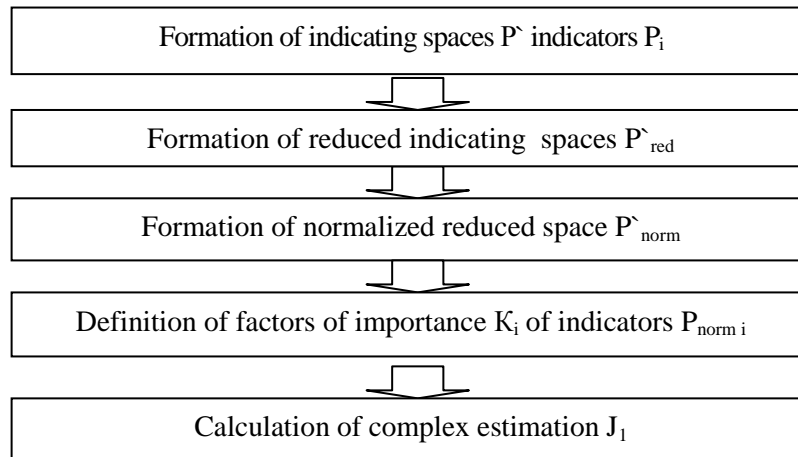 Formation of indicating spaces P` indicators Pᵢ
Formation of reduced indicating spaces P`red
Formation of normalized reduced space P`norm
Definition of factors of importance Kᵢ of indicators Pnorm i
Calculation of complex estimation J₁